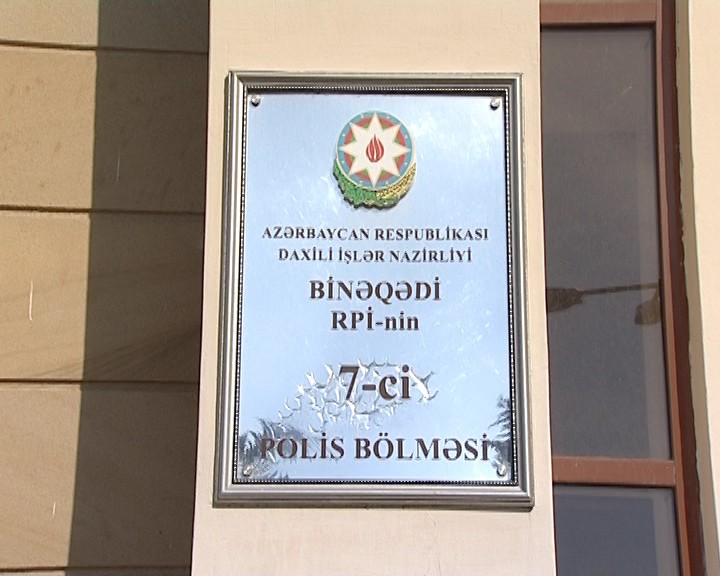 AZƏRBAYCAN RESPUBLİKASI
DAXİLİ İŞLƏR NAZİRLİYİ
BİNƏQƏDİ
RPİ-nin
7-ci
POLİS BÖLMƏSİ